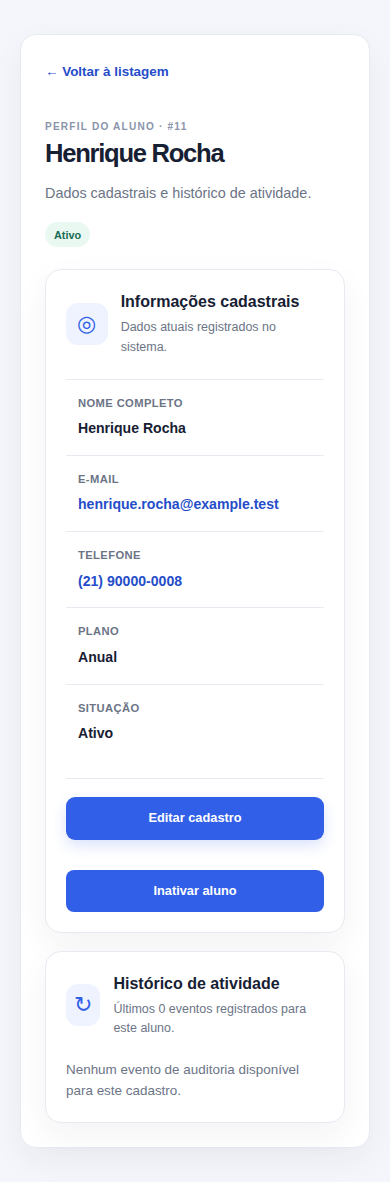 ← Voltar à listagem
PERFIL DO ALUNO · #11
Henrique Rocha
Dados cadastrais e histórico de atividade.
Ativo
Informações cadastrais
Dados atuais registrados no
sistema.
NOME COMPLETO
Henrique Rocha
E-MAIL
henrique.rocha@example.test
TELEFONE
(21) 90000-0008
PLANO
Anual
SITUAÇÃO
Ativo
Editar cadastro
Inativar aluno
Histórico de atividade
Últimos 0 eventos registrados para
este aluno.
Nenhum evento de auditoria disponível
para este cadastro.